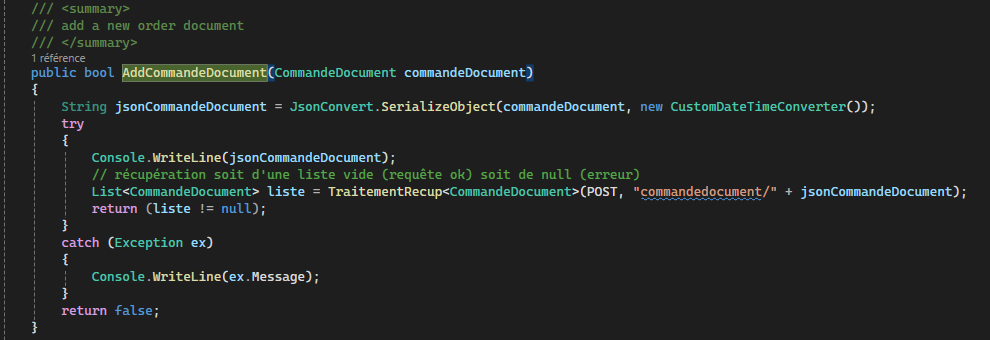 /// <summary>
/// add a new order document
/// </summary>
1 référence
public bool AddCommandeDocument(CommandeDocument commandeDocument)
{
String jsonCommandeDocument = JsonConvert.SerializeObject(commandeDocument, new CustomDateTimeConverter());
try
{
Console.WriteLine(jsonCommandeDocument);
// récupération soit d'une liste vide (requête ok) soit de null (erreur)
List<CommandeDocument> liste = TraitementRecup<CommandeDocument>(POST, "commandedocument/" + jsonCommandeDocument);
return (liste != null);
}
catch (Exception ex)
{
Console.WriteLine(ex.Message);
}
return false;
}